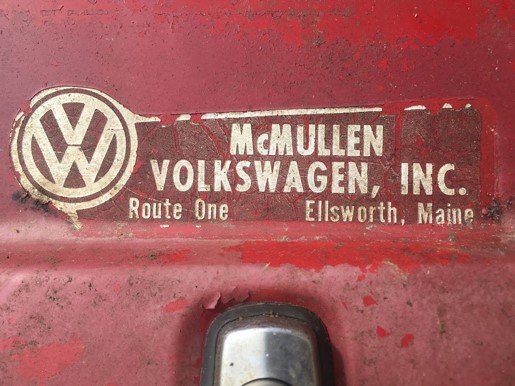 McMULLEN
VOLKSWAGEN, INC.
Route One Ellsworth, Maine